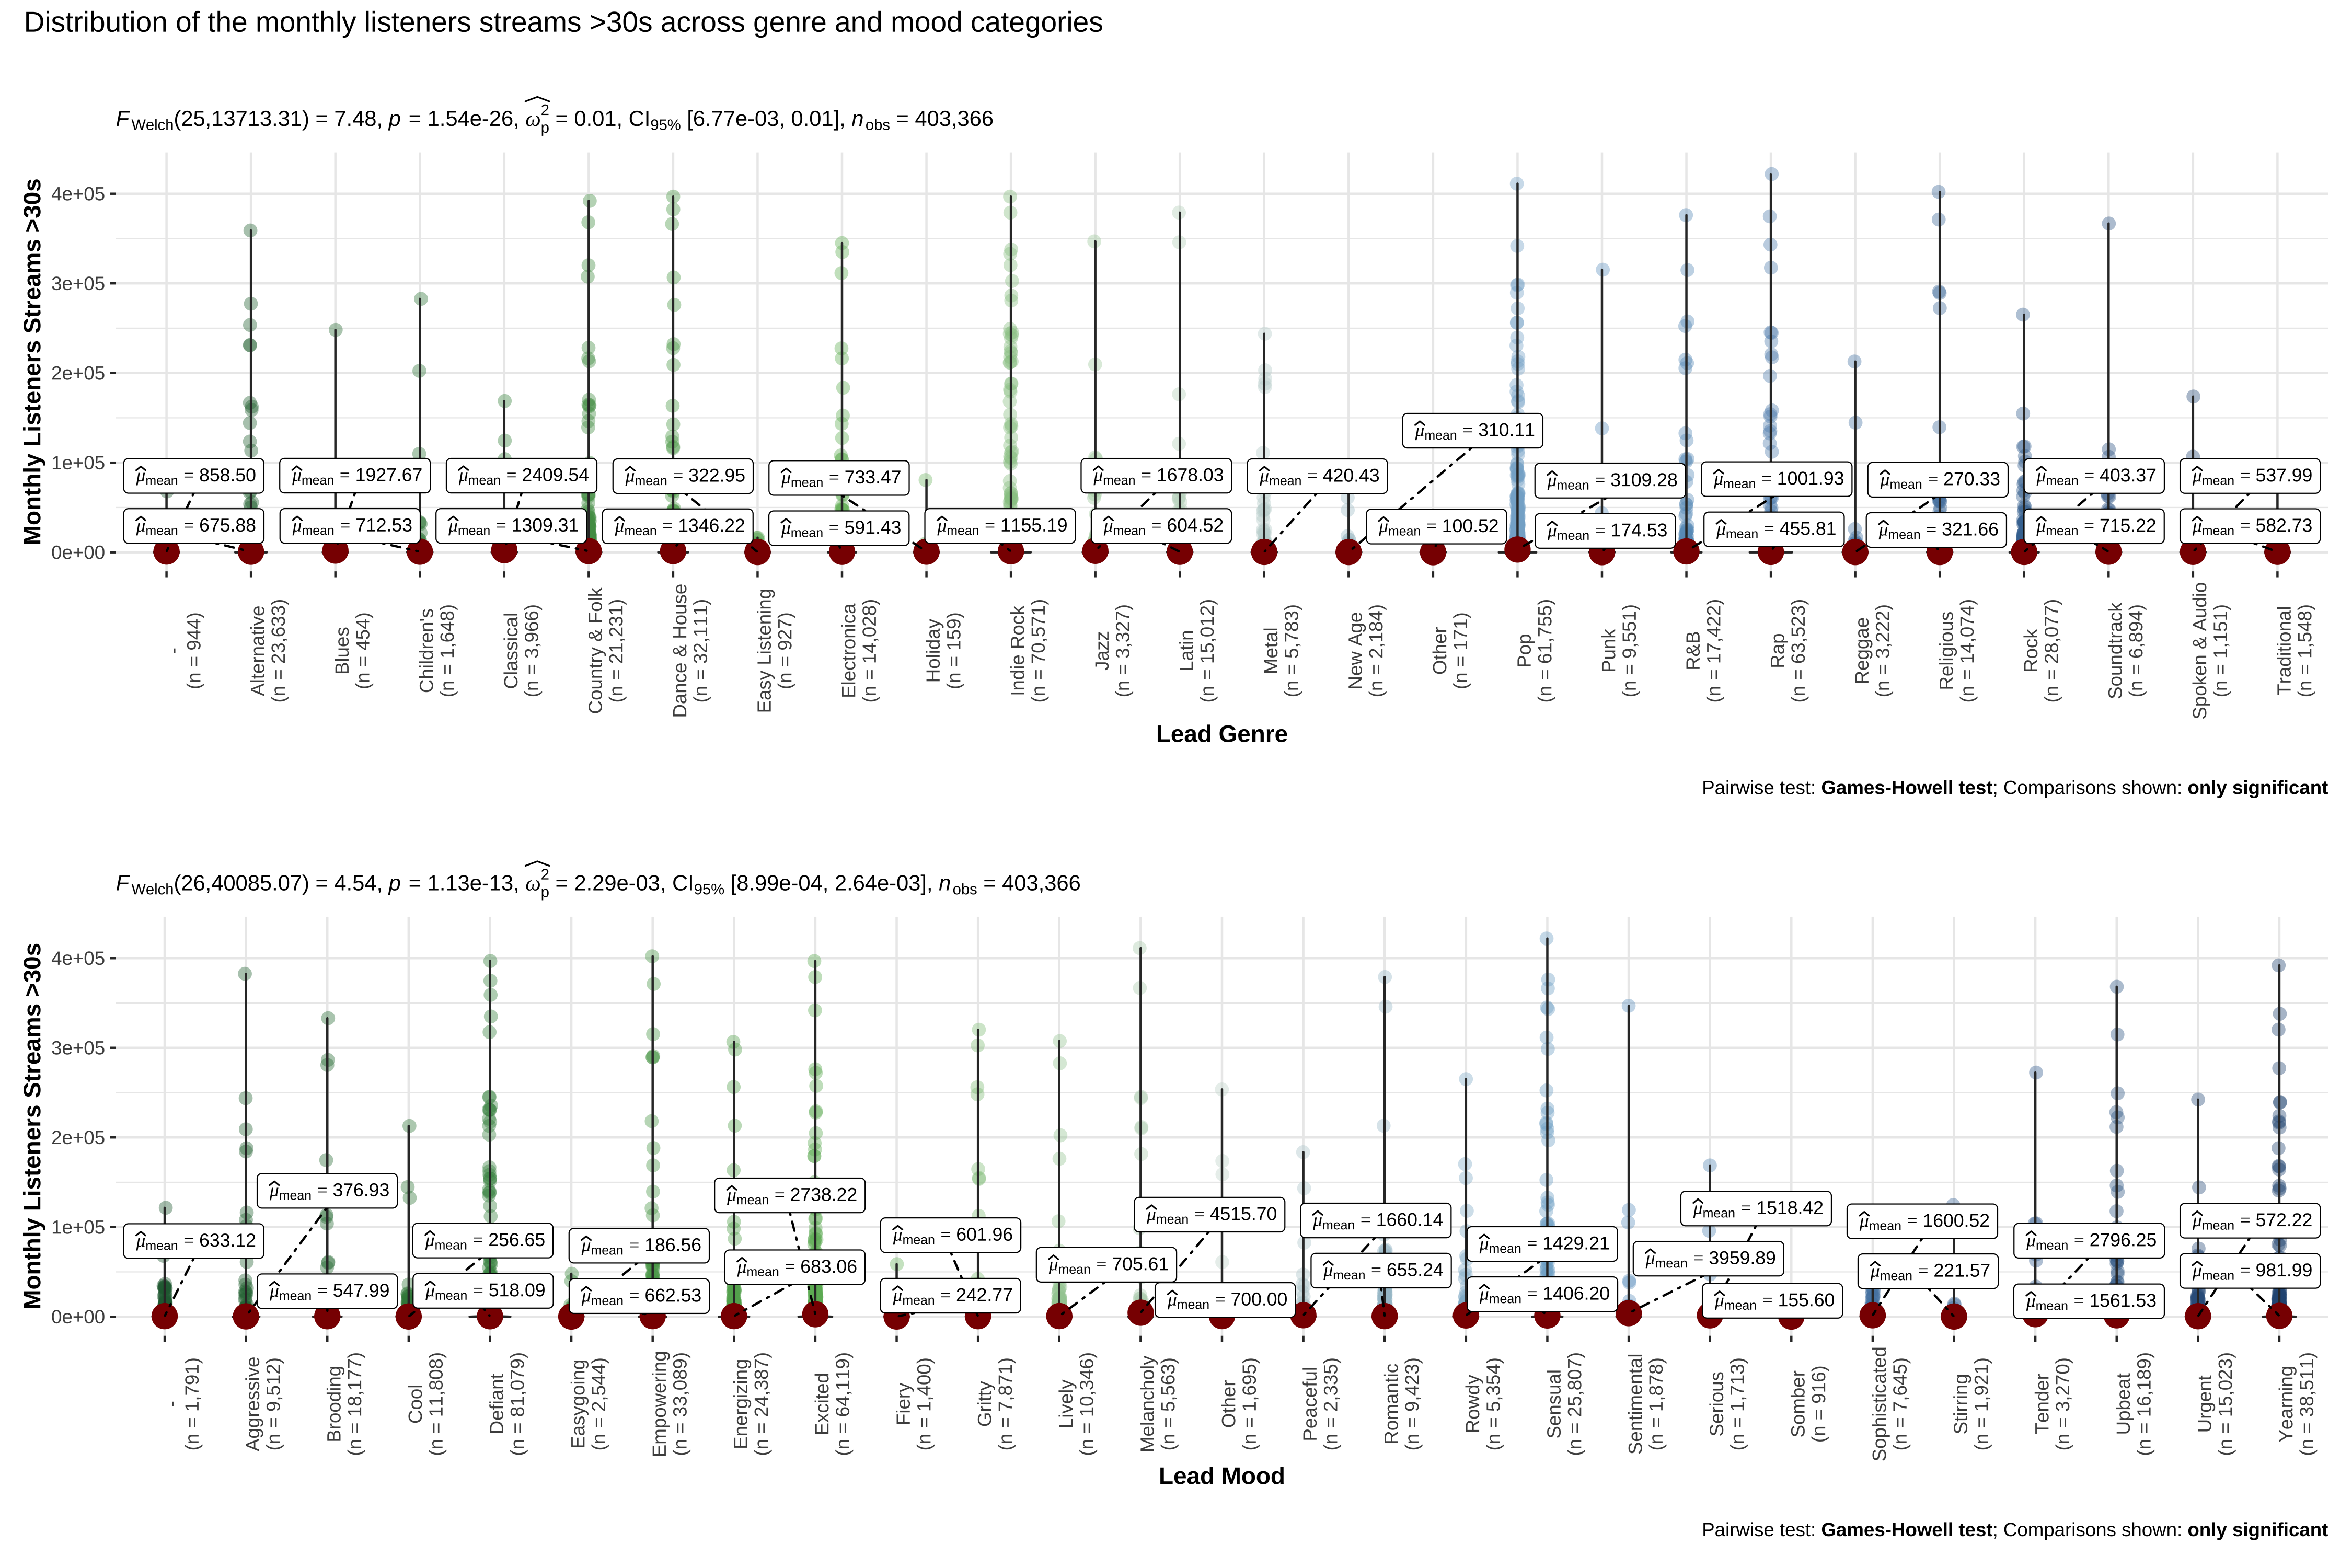 Distribution of the monthly listeners streams >30s across genre and mood categories
F Welch(25,13713.31) = 7.48, p = 1.54e-26, ω̂²p = 0.01, CI95% [6.77e-03, 0.01], nobs = 403,366
Monthly Listeners Streams >30s
4e+05
3e+05
2e+05
1e+05
0e+00
μ̂mean = 310.11
μ̂mean = 858.50
μ̂mean = 1927.67
μ̂mean = 2409.54
μ̂mean = 322.95
μ̂mean = 733.47
μ̂mean = 1678.03
μ̂mean = 420.43
μ̂mean = 3109.28
μ̂mean = 1001.93
μ̂mean = 270.33
μ̂mean = 403.37
μ̂mean = 537.99
μ̂mean = 675.88
μ̂mean = 712.53
μ̂mean = 1309.31
μ̂mean = 1346.22
μ̂mean = 591.43
μ̂mean = 1155.19
μ̂mean = 604.52
μ̂mean = 100.52
μ̂mean = 174.53
μ̂mean = 455.81
μ̂mean = 321.66
μ̂mean = 715.22
μ̂mean = 582.73
-
(n = 944)
Alternative
(n = 23,633)
Blues
(n = 454)
Children's
(n = 1,648)
Classical
(n = 3,966)
Country & Folk
(n = 21,231)
Dance & House
(n = 32,111)
Easy Listening
(n = 927)
Electronica
(n = 14,028)
Holiday
(n = 159)
Indie Rock
(n = 70,571)
Jazz
(n = 3,327)
Latin
(n = 15,012)
Metal
(n = 5,783)
New Age
(n = 2,184)
Other
(n = 171)
Pop
(n = 61,755)
Punk
(n = 9,551)
R&B
(n = 17,422)
Rap
(n = 63,523)
Reggae
(n = 3,222)
Religious
(n = 14,074)
Rock
(n = 28,077)
Soundtrack
(n = 6,894)
Spoken & Audio
(n = 1,151)
Traditional
(n = 1,548)
Lead Genre
Pairwise test: Games-Howell test; Comparisons shown: only significant
F Welch(26,40085.07) = 4.54, p = 1.13e-13, ω̂²p = 2.29e-03, CI95% [8.99e-04, 2.64e-03], nobs = 403,366
Monthly Listeners Streams >30s
4e+05
3e+05
2e+05
1e+05
0e+00
μ̂mean = 376.93
μ̂mean = 2738.22
μ̂mean = 1518.42
μ̂mean = 4515.70
μ̂mean = 1660.14
μ̂mean = 1600.52
μ̂mean = 572.22
μ̂mean = 601.96
μ̂mean = 633.12
μ̂mean = 256.65
μ̂mean = 2796.25
μ̂mean = 186.56
μ̂mean = 1429.21
μ̂mean = 3959.89
μ̂mean = 705.61
μ̂mean = 683.06
μ̂mean = 655.24
μ̂mean = 221.57
μ̂mean = 981.99
μ̂mean = 547.99
μ̂mean = 518.09
μ̂mean = 662.53
μ̂mean = 242.77
μ̂mean = 700.00
μ̂mean = 1406.20
μ̂mean = 155.60
μ̂mean = 1561.53
-
(n = 1,791)
Aggressive
(n = 9,512)
Brooding
(n = 18,177)
Cool
(n = 11,808)
Defiant
(n = 81,079)
Easygoing
(n = 2,544)
Empowering
(n = 33,089)
Energizing
(n = 24,387)
Excited
(n = 64,119)
Fiery
(n = 1,400)
Gritty
(n = 7,871)
Lively
(n = 10,346)
Melancholy
(n = 5,563)
Other
(n = 1,695)
Peaceful
(n = 2,335)
Romantic
(n = 9,423)
Rowdy
(n = 5,354)
Sensual
(n = 25,807)
Sentimental
(n = 1,878)
Serious
(n = 1,713)
Somber
(n = 916)
Sophisticated
(n = 7,645)
Stirring
(n = 1,921)
Tender
(n = 3,270)
Upbeat
(n = 16,189)
Urgent
(n = 15,023)
Yearning
(n = 38,511)
Lead Mood
Pairwise test: Games-Howell test; Comparisons shown: only significant